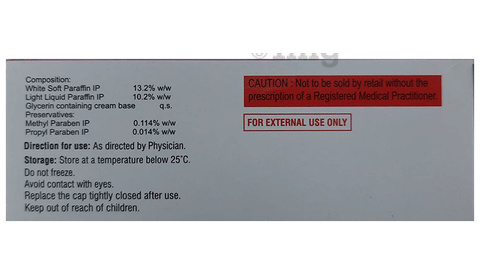 Composition:
White Soft Paraffin IP 13.2% w/w
Light Liquid Paraffin IP 10.2% w/w
Glycerin containing cream base q.s.
Preservatives:
Methyl Paraben IP 0.114% w/w
Propyl Paraben IP 0.014% w/w
Direction for use: As directed by Physician.
Storage: Store at a temperature below 25°C.
Do not freeze.
Avoid contact with eyes.
Replace the cap tightly closed after use.
Keep out of reach of children.
CAUTION : Not to be sold by retail without the
prescription of a Registered Medical Practitioner.
FOR EXTERNAL USE ONLY